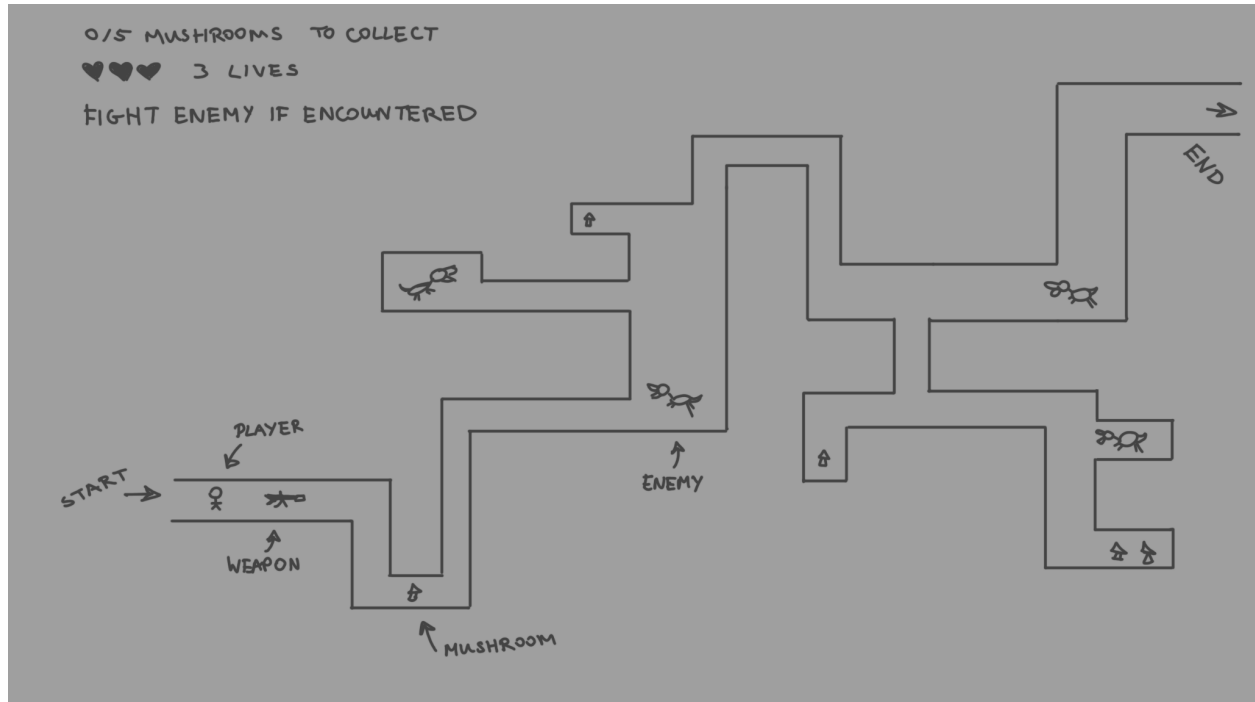 0/5 MUSHROOMS TO COLLECT
3 LIVES
FIGHT ENEMY IF ENCOUNTERED
END
PLAYER
START
ENEMY
WEAPON
MUSHROOM